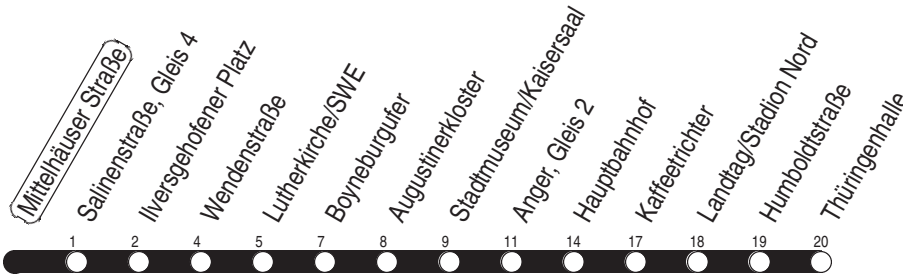 Mittelhäuser Straße
Salinenstraße, Gleis 4
Ilversgehofener Platz
Wendenstraße
Lutherkirche/SWE
Boyneburgufer
Augustinerkloster
Stadtmuseum/Kaisersaal
Anger, Gleis 2
Hauptbahnhof
Kaffeetrichter
Landtag/Stadion Nord
Humboldtstraße
Thüringenhalle
1 2 4 5 7 8 9 11 14 17 18 19 20